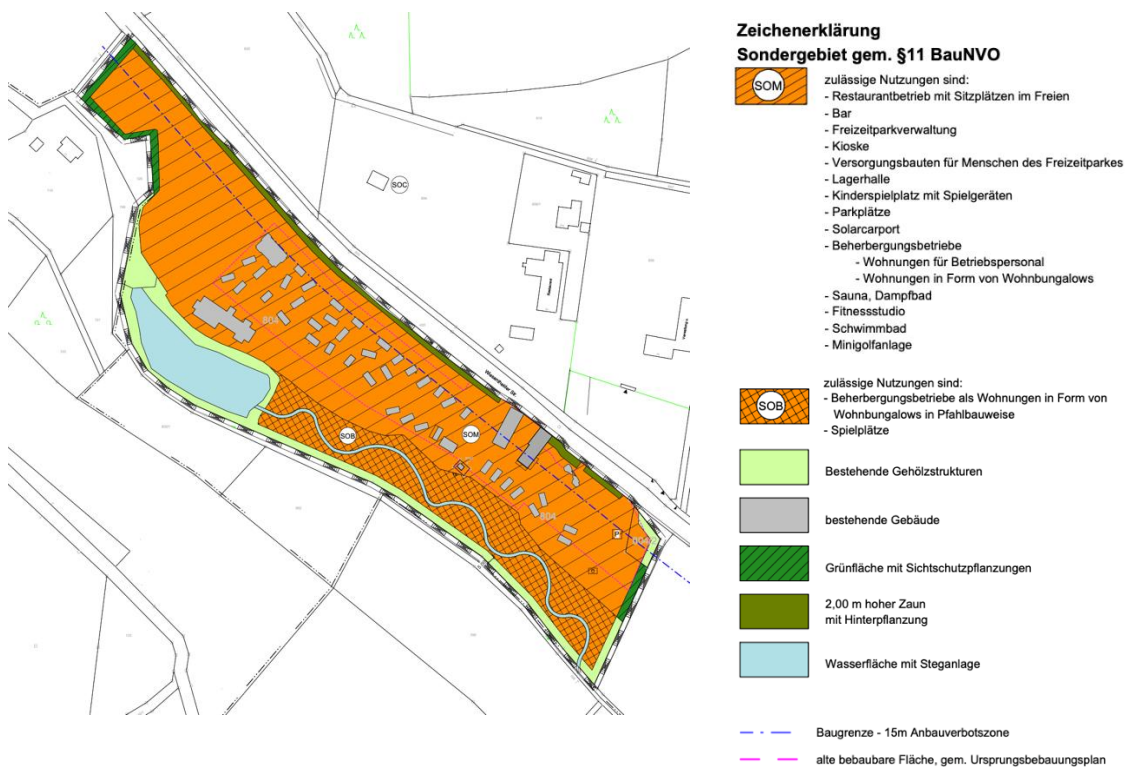 Zeichenerklärung
Sondergebiet gem. §11 BauNVO
SOM
zulässige Nutzungen sind:
- Restaurantbetrieb mit Sitzplätzen im Freien
- Bar
- Freizeitparkverwaltung
- Kioske
- Versorgungsbauten für Menschen des Freizeitparkes
- Lagerhalle
- Kinderspielplatz mit Spielgeräten
- Parkplätze
- Solarcarport
- Beherbergungsbetriebe
- Wohnungen für Betriebspersonal
- Wohnungen in Form von Wohnbungalows
- Sauna, Dampfbad
- Fitnessstudio
- Schwimmbad
- Minigolfanlage
SOB
zulässige Nutzungen sind:
- Beherbergungsbetriebe als Wohnungen in Form von
Wohnbungalows in Pfahlbauweise
- Spielplätze
Bestehende Gehölzstrukturen
bestehende Gebäude
Grünfläche mit Sichtschutzpflanzungen
2,00 m hoher Zaun
mit Hinterpflanzung
Wasserfläche mit Steganlage
Baugrenze - 15m Anbauverbotszone
alte bebaubare Fläche, gem. Ursprungsbebauungsplan
SOC
804
SOB
SOM
804